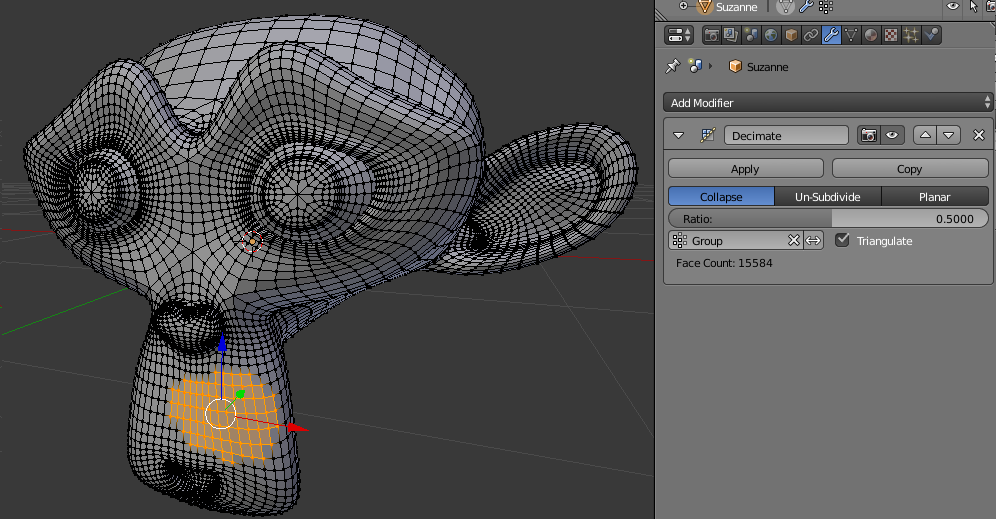 Suzanne
Suzanne
Add Modifier
Decimate
Apply Copy
Collapse Un-Subdivide Planar
Ratio: 0.5000
Group Triangulate
Face Count: 15584